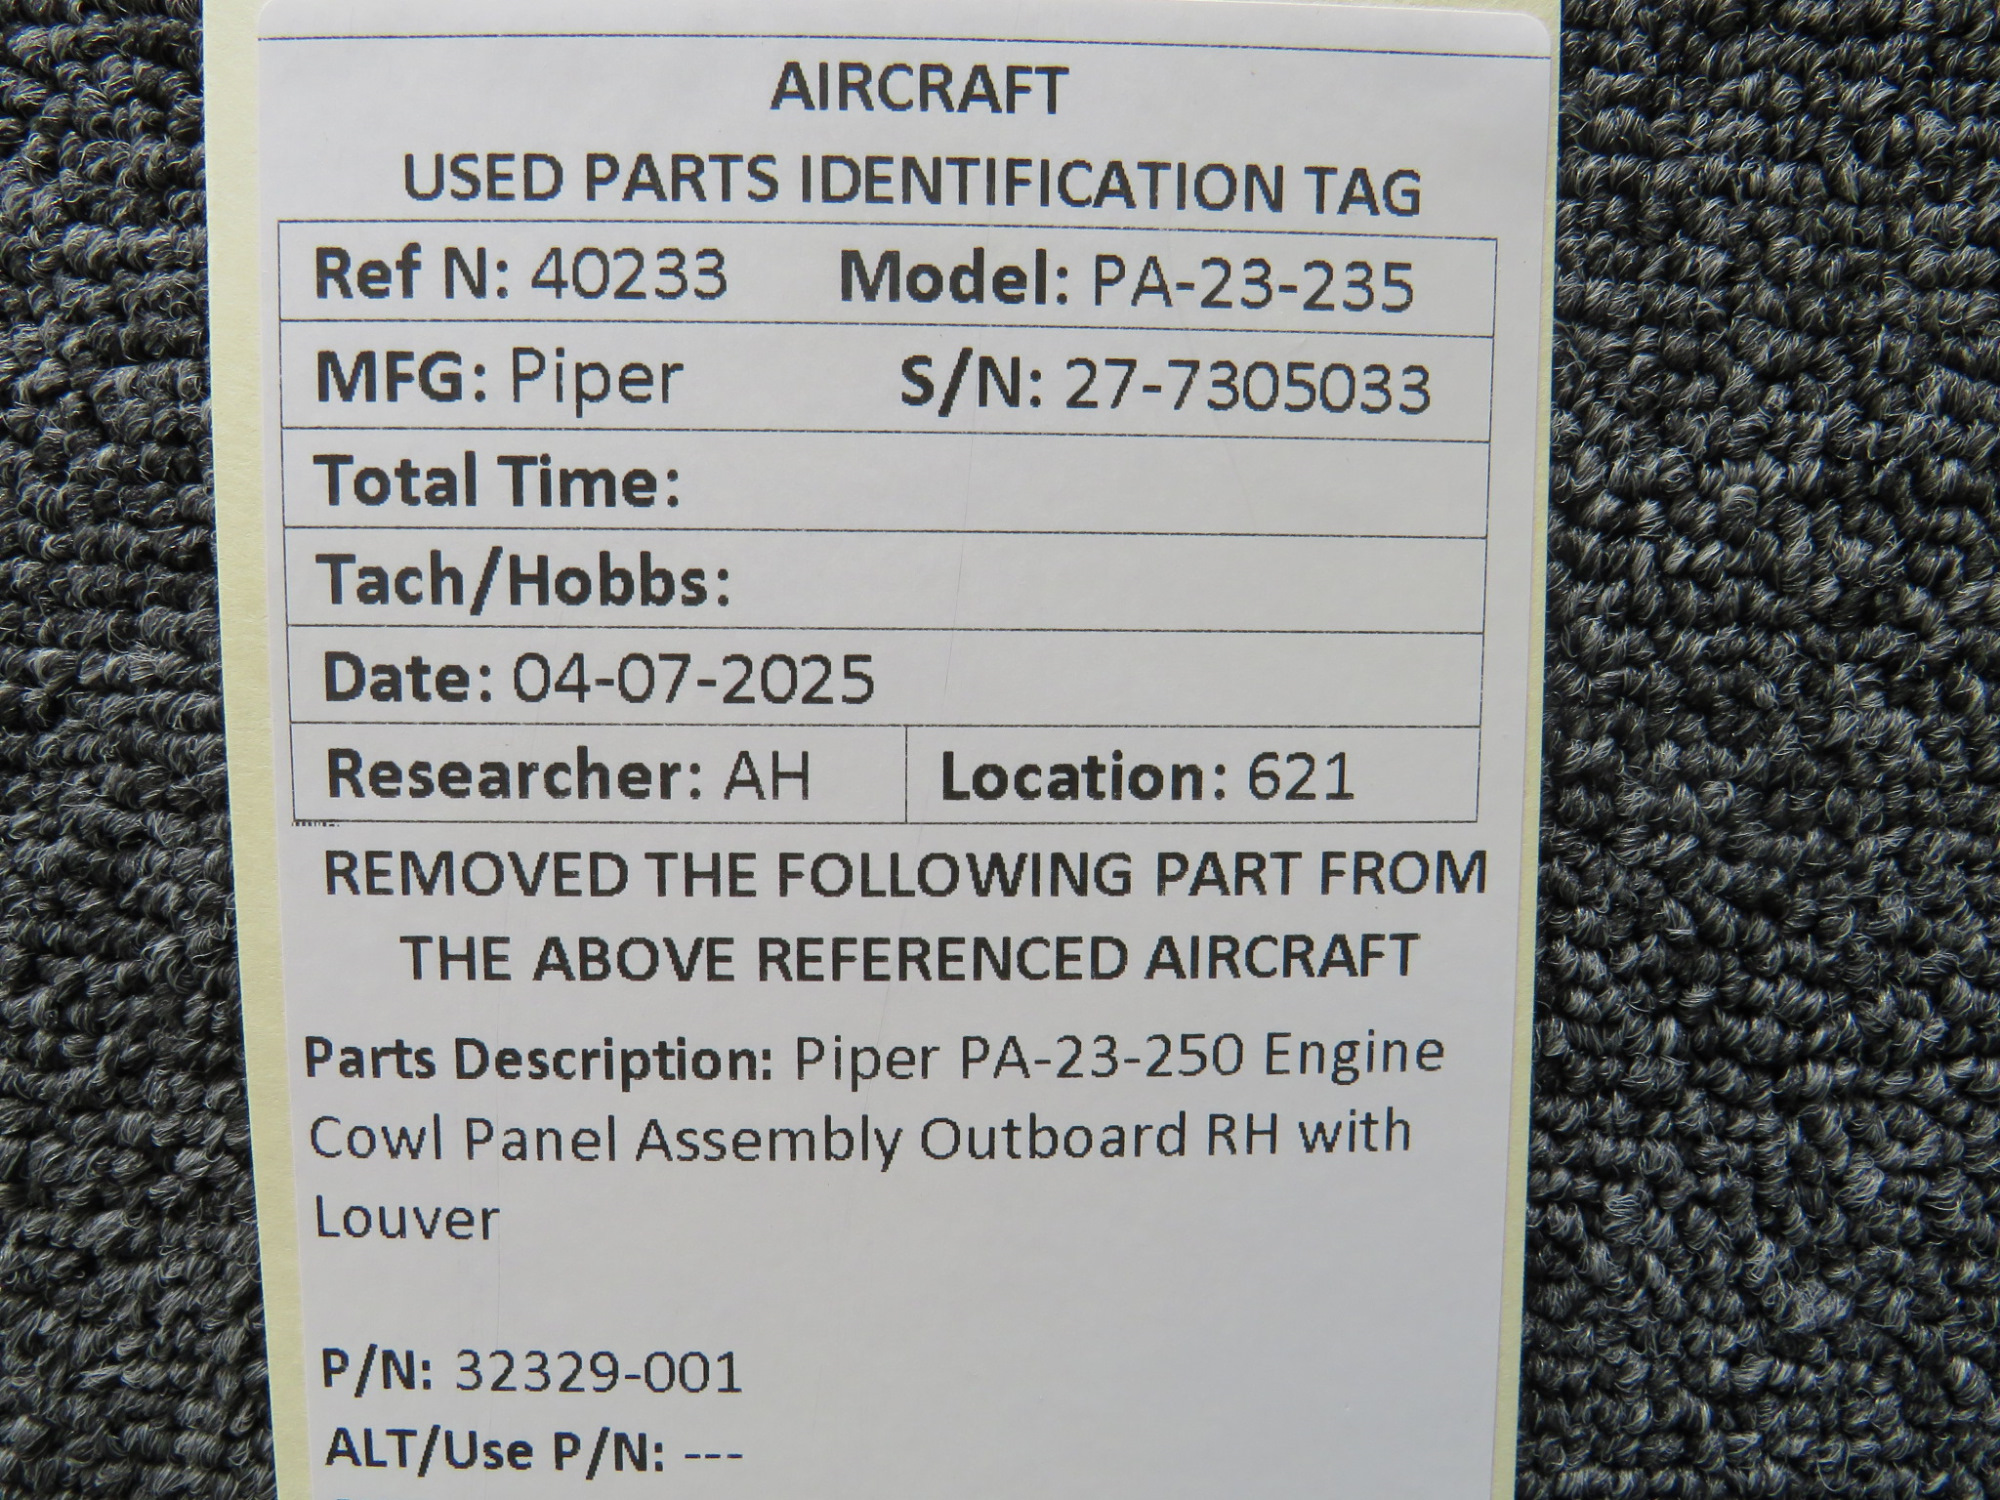 AIRCRAFT
USED PARTS IDENTIFICATION TAG
Ref N: 40233 Model: PA-23-235
MFG: Piper S/N: 27-7305033
Total Time:
Tach/Hobbs:
Date: 04-07-2025
Researcher: AH Location: 621
REMOVED THE FOLLOWING PART FROM
THE ABOVE REFERENCED AIRCRAFT
Parts Description: Piper PA-23-250 Engine
Cowl Panel Assembly Outboard RH with
Louver
P/N: 32329-001
ALT/Use P/N: ---